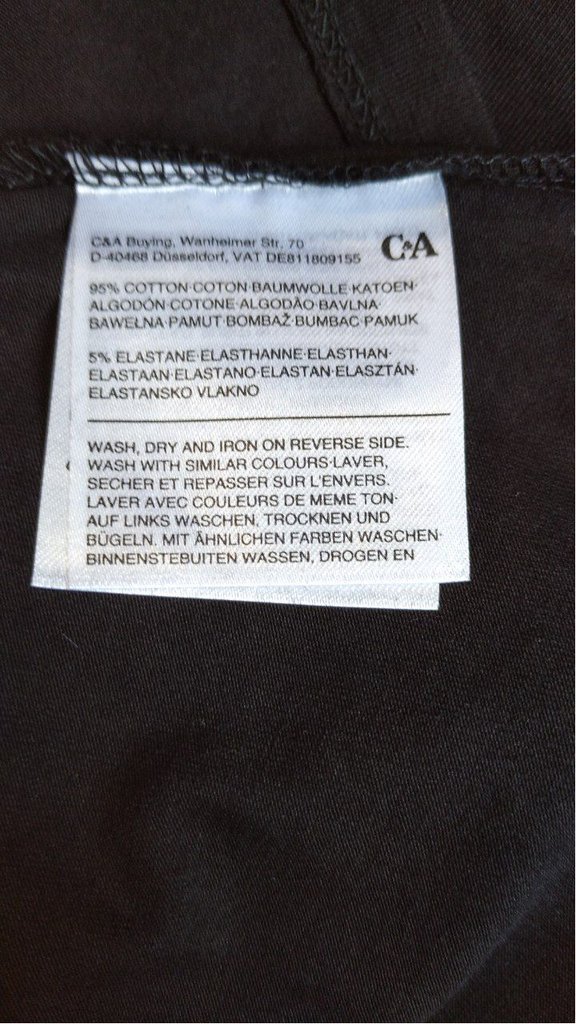 C&A Buying, Wanheimer Str. 70
D-40468 Düsseldorf, VAT DE811809155
C&A
95% COTTON·COTON·BAUMWOLLE·KATOEN·
ALGODÓN·COTONE·ALGODÃO·BAVLNA·
BAWEŁNA·PAMUT·BOMBAŽ·BUMBAC·PAMUK
5% ELASTANE·ELASTHANNE·ELASTHAN·
ELASTAAN·ELASTANO·ELASTAN·ELASZTÁN·
ELASTANSKO VLAKNO
WASH, DRY AND IRON ON REVERSE SIDE.
WASH WITH SIMILAR COLOURS·LAVER,
SECHER ET REPASSER SUR L'ENVERS.
LAVER AVEC COULEURS DE MEME TON·
AUF LINKS WASCHEN, TROCKNEN UND
BÜGELN. MIT ÄHNLICHEN FARBEN WASCHEN·
BINNENSTEBUITEN WASSEN, DROGEN EN